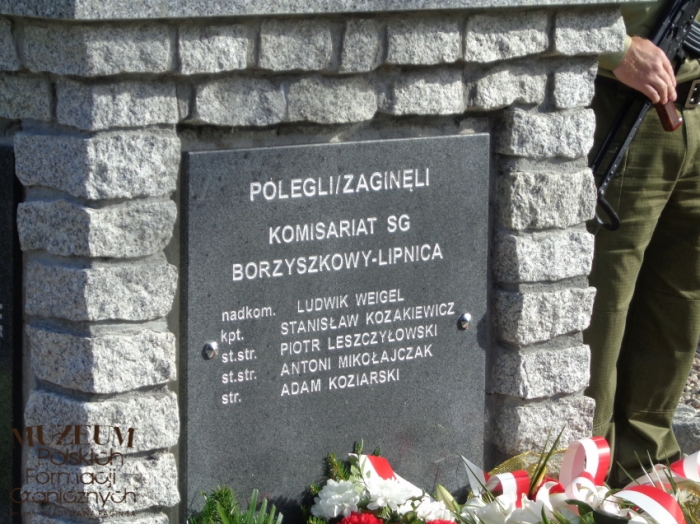 POLEGLI/ZAGINĘLI
KOMISARIAT SG
BORZYSZKOWY-LIPNICA
nadkom. LUDWIK WEIGEL
kpt. STANISŁAW KOZAKIEWICZ
st.str. PIOTR LESZCZYŁOWSKI
st.str. ANTONI MIKOŁAJCZAK
str. ADAM KOZIARSKI
MUZEUM
Polskich
Formacji
Granicznych